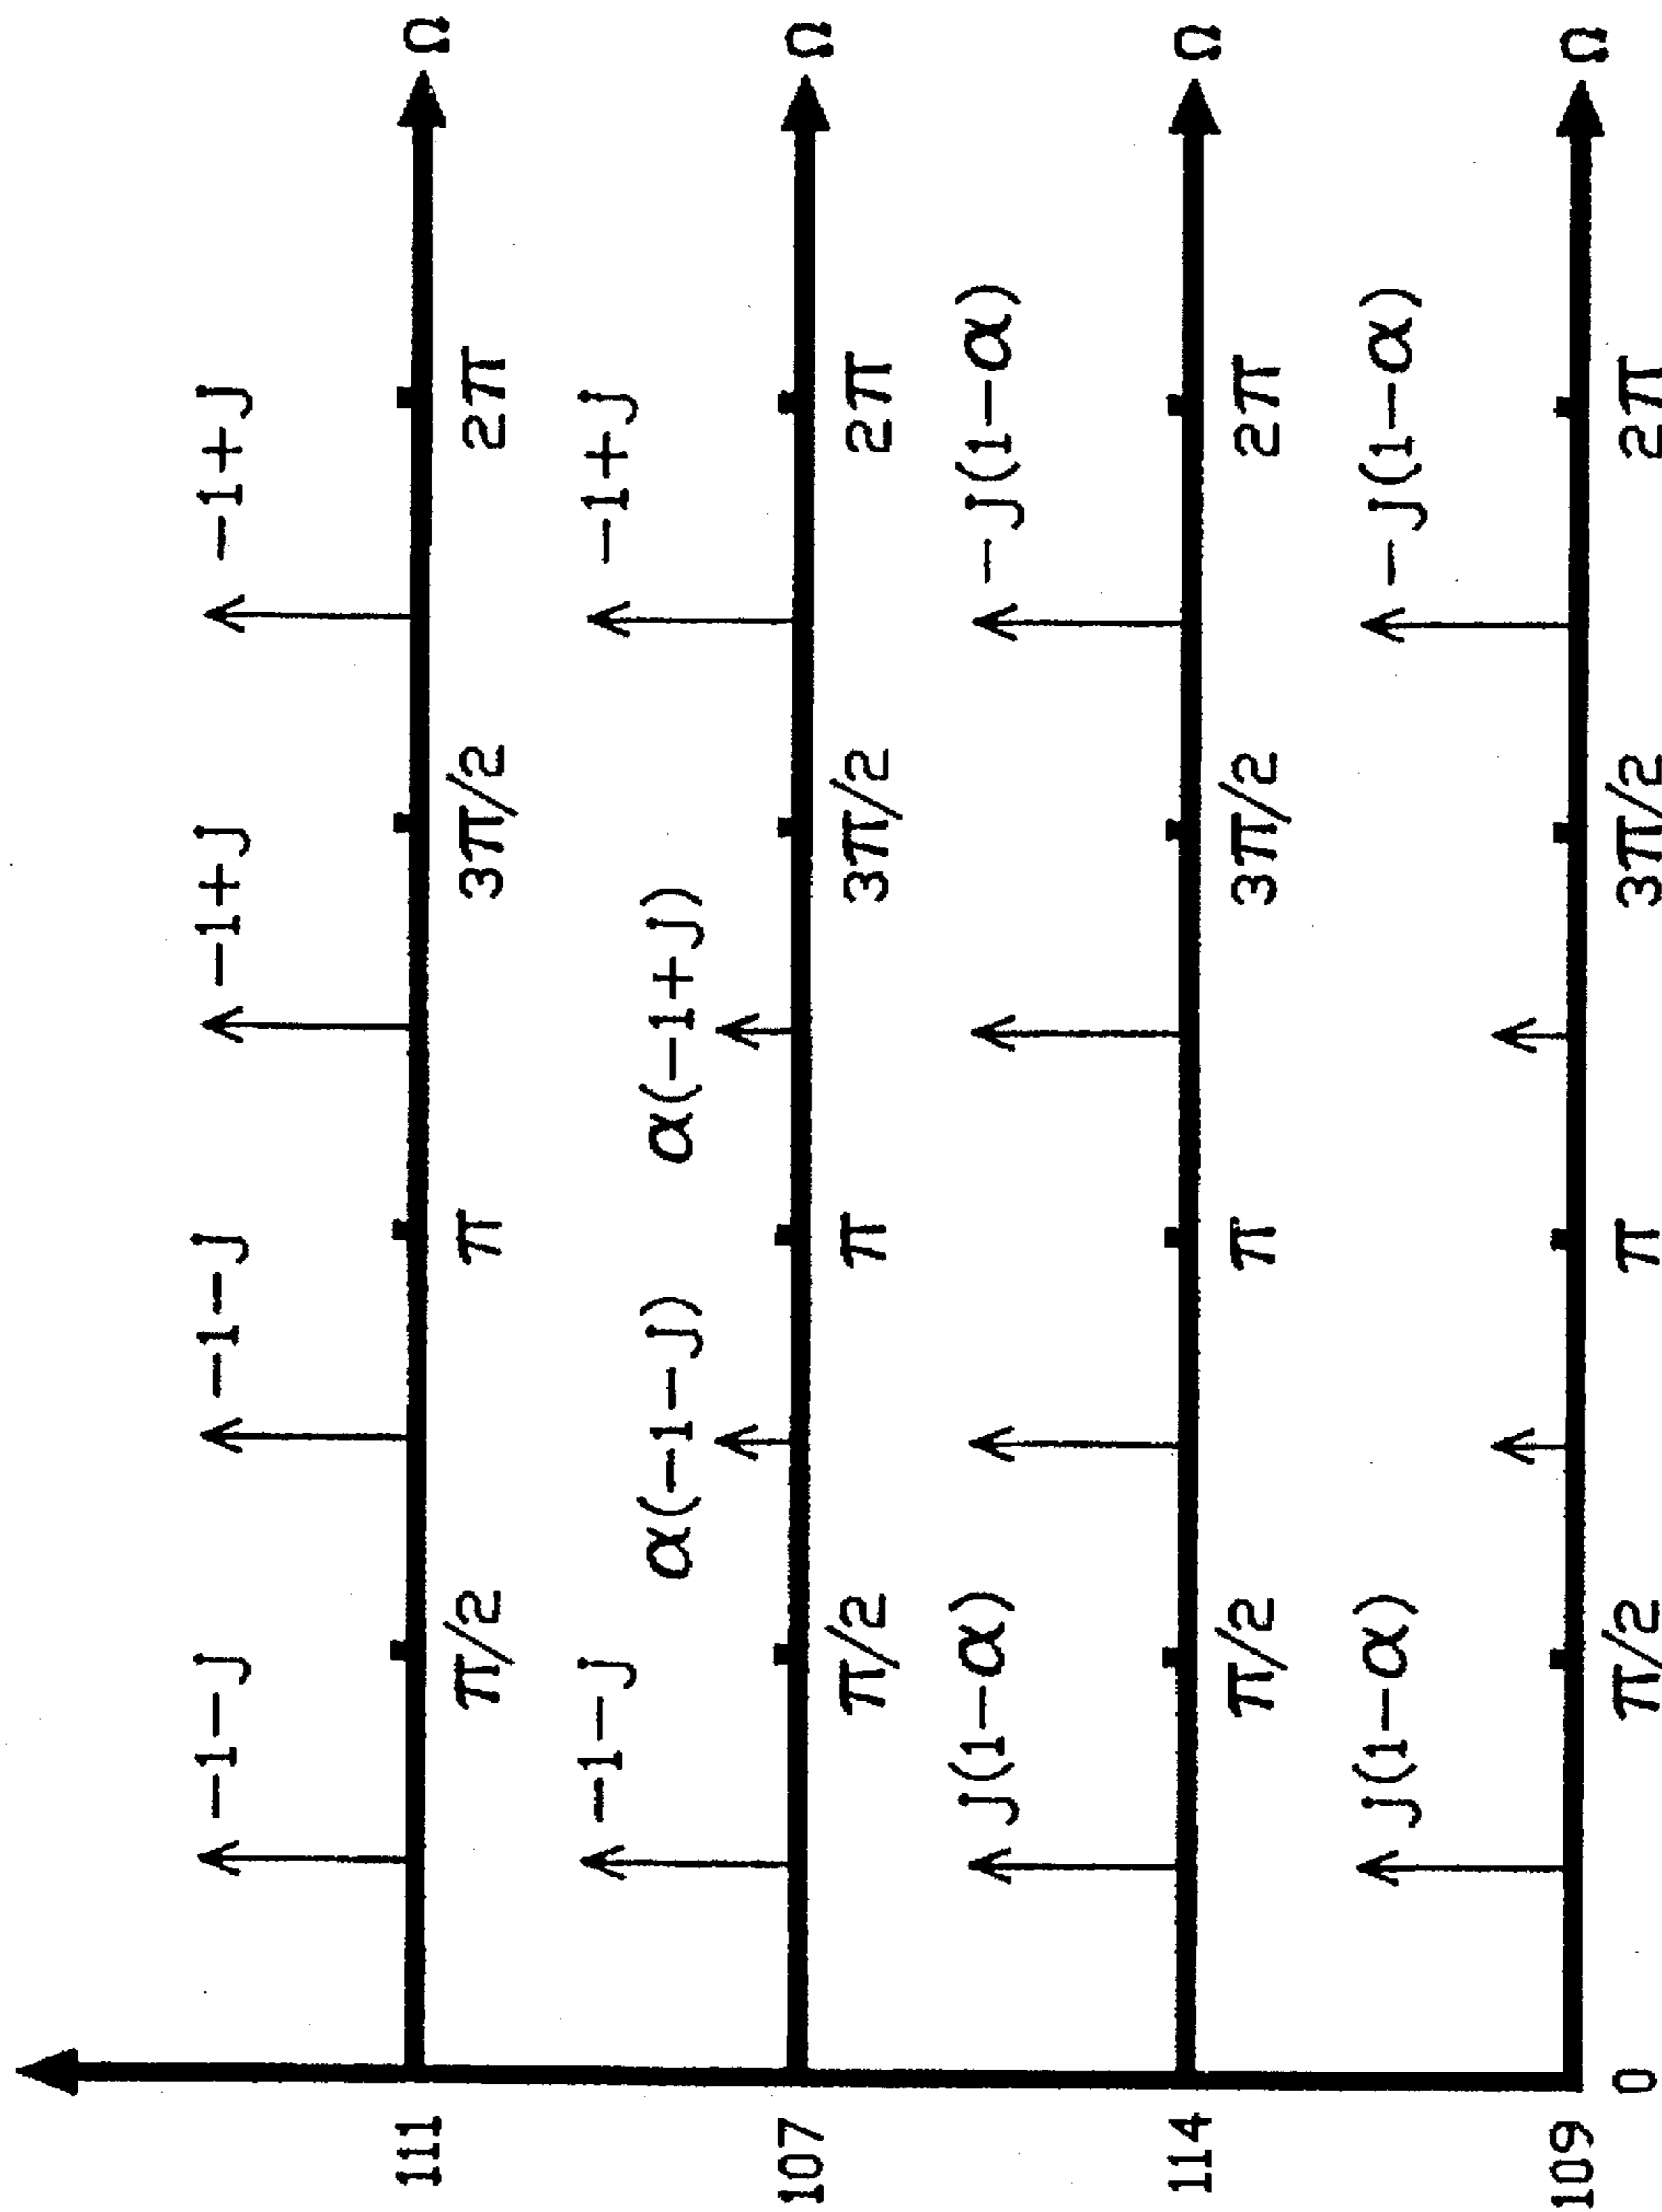 -1-J -1-J -1+J -1+J
111 Ω
π/2 π 3π/2 2π
-1-J α(-1-J) α(-1+J) -1+J
107 Ω
π/2 π 3π/2 2π
J(1-α) -J(1-α)
114 Ω
π/2 π 3π/2 2π
J(1-α) -J(1-α)
109 Ω
0 π/2 π 3π/2 2π